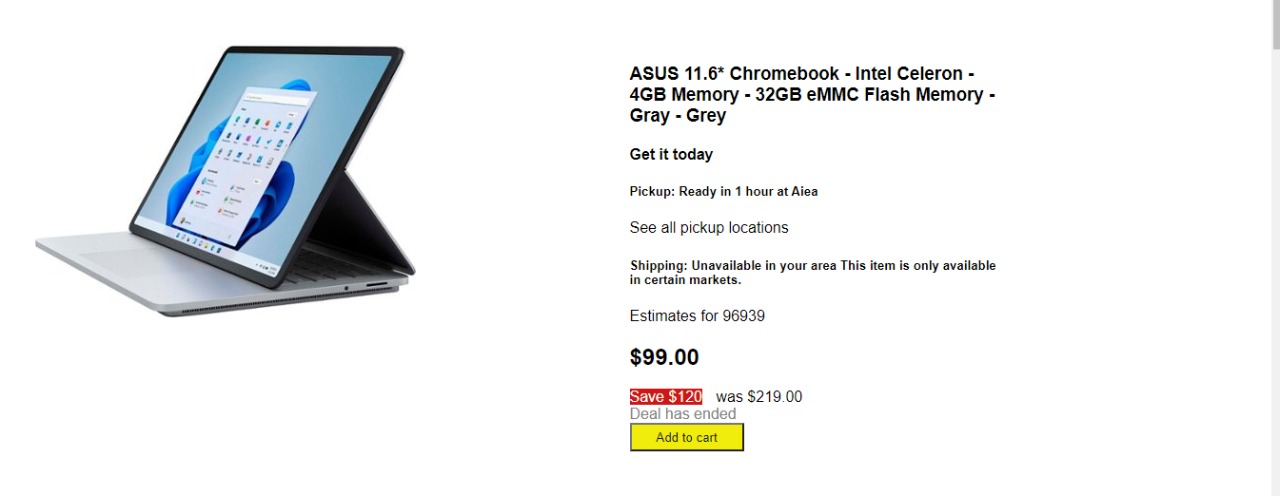 ASUS 11.6* Chromebook - Intel Celeron -
4GB Memory - 32GB eMMC Flash Memory -
Gray - Grey
Get it today
Pickup: Ready in 1 hour at Aiea
See all pickup locations
Shipping: Unavailable in your area This item is only available
in certain markets.
Estimates for 96939
$99.00
Save $120 was $219.00
Deal has ended
Add to cart